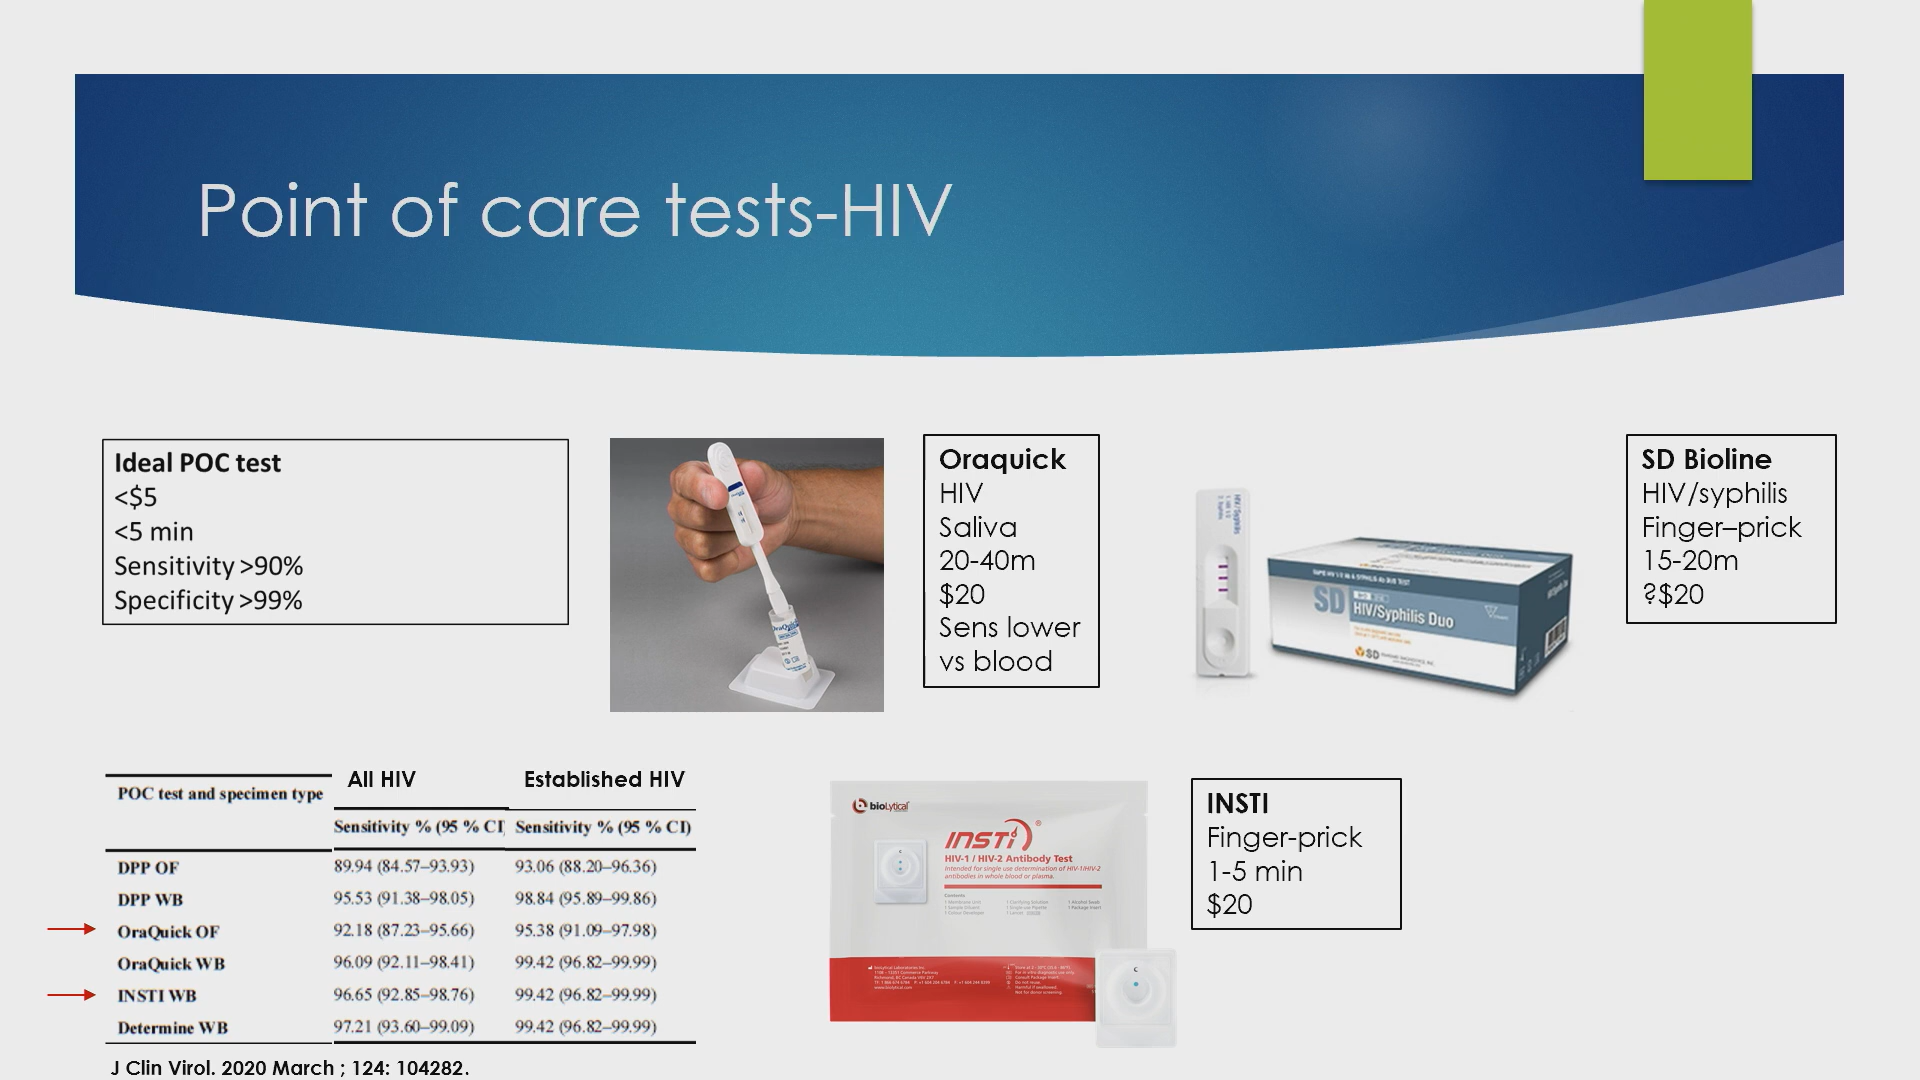 Point of care tests-HIV
Ideal POC test
<$5
<5 min
Sensitivity >90%
Specificity >99%
Oraquick
HIV
Saliva
20-40m
$20
Sens lower
vs blood
SD
HIV/Syphilis Duo
SD
SD Bioline
HIV/syphilis
Finger–prick
15-20m
?$20
All HIV Established HIV
POC test and specimen type
Sensitivity % (95 % CI Sensitivity % (95 % CI)
DPP OF 89.94 (84.57–93.93) 93.06 (88.20–96.36)
DPP WB 95.53 (91.38–98.05) 98.84 (95.89–99.86)
OraQuick OF 92.18 (87.23–95.66) 95.38 (91.09–97.98)
OraQuick WB 96.09 (92.11–98.41) 99.42 (96.82–99.99)
INSTI WB 96.65 (92.85–98.76) 99.42 (96.82–99.99)
Determine WB 97.21 (93.60–99.09) 99.42 (96.82–99.99)
J Clin Virol. 2020 March ; 124: 104282.
bioLytical
INSTI®
HIV-1 / HIV-2 Antibody Test
Intended for single use determination of HIV-1/HIV-2
antibodies in whole blood or plasma.
Contents
C
INSTI
Finger-prick
1-5 min
$20